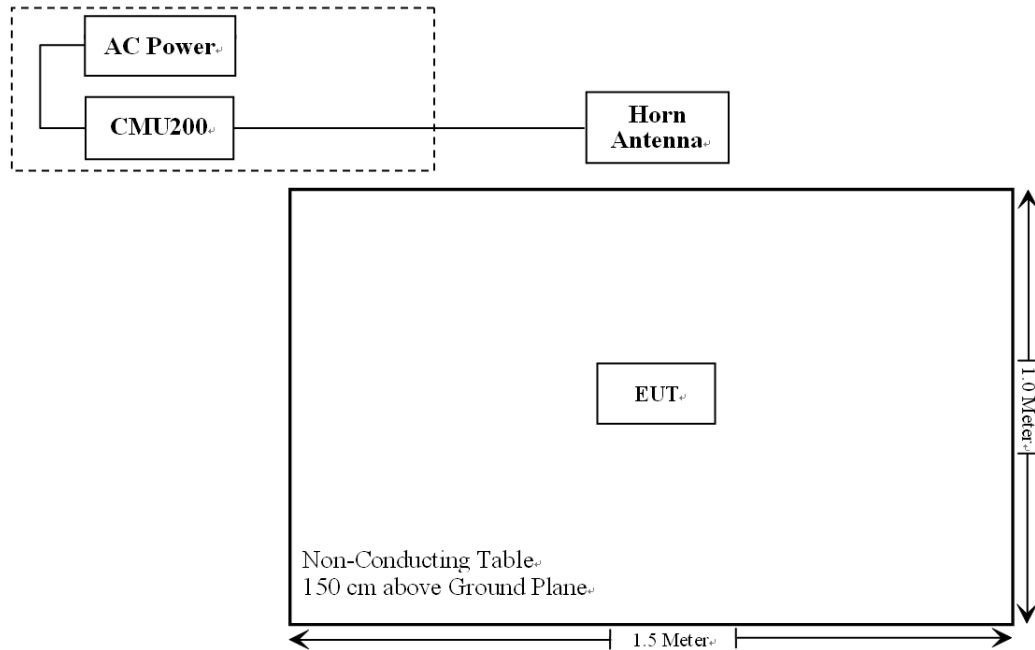 AC Power
CMU200
Horn
Antenna
EUT
1.0 Meter
Non-Conducting Table
150 cm above Ground Plane
1.5 Meter